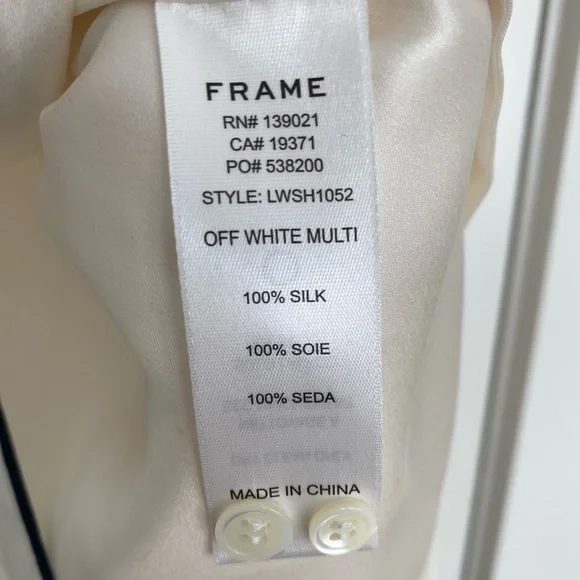 FRAME
RN# 139021
CA# 19371
PO# 538200
STYLE: LWSH1052
OFF WHITE MULTI
100% SILK
100% SOIE
100% SEDA
MADE IN CHINA